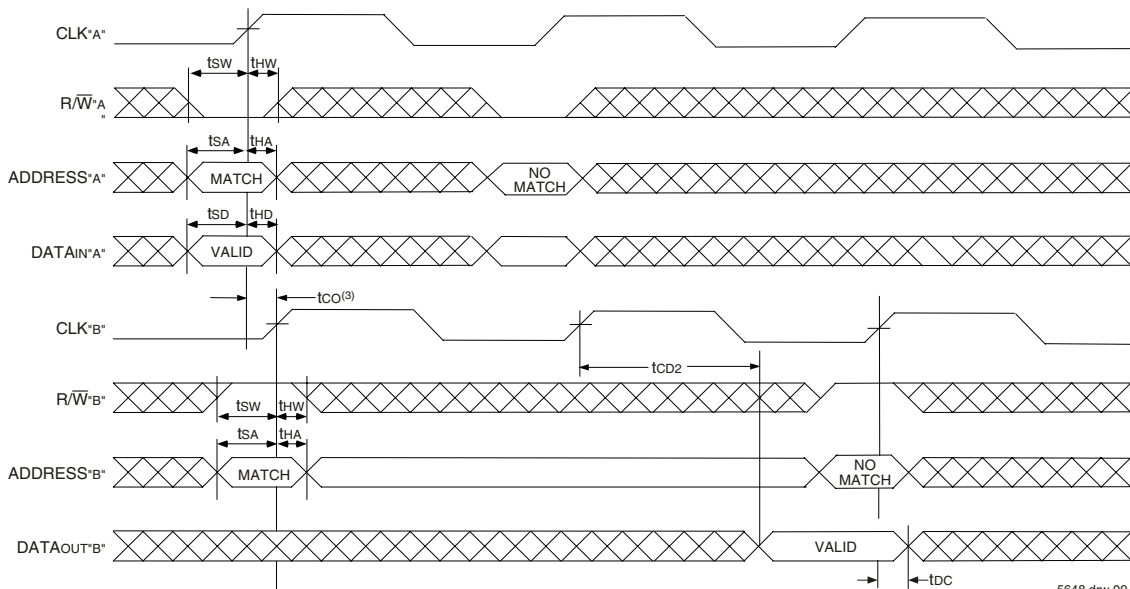 CLK"A"
tSW tHW
R/W̅"A"
tSA tHA
ADDRESS"A" MATCH NO MATCH
tSD tHD
DATAIN"A" VALID
tCO(3)
CLK"B"
tCD2
R/W̅"B"
tSW tHW
tSA tHA
ADDRESS"B" MATCH NO MATCH
DATAOUT"B" VALID
tDC